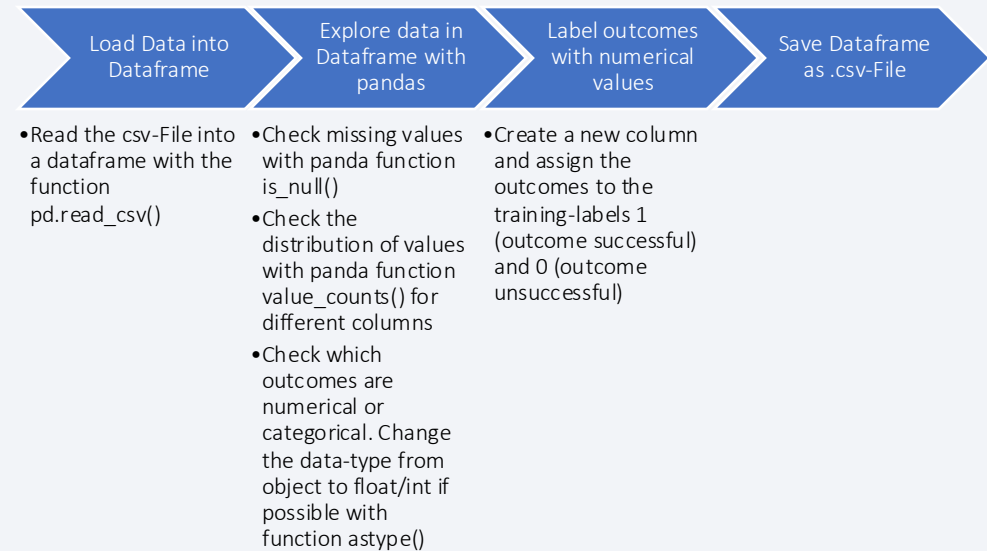 Load Data into
Dataframe
Explore data in
Dataframe with
pandas
Label outcomes
with numerical
values
Save Dataframe
as .csv-File
•Read the csv-File into
a dataframe with the
function
pd.read_csv()
•Check missing values
with panda function
is_null()
•Check the
distribution of values
with panda function
value_counts() for
different columns
•Check which
outcomes are
numerical or
categorical. Change
the data-type from
object to float/int if
possible with
function astype()
•Create a new column
and assign the
outcomes to the
training-labels 1
(outcome successful)
and 0 (outcome
unsuccessful)